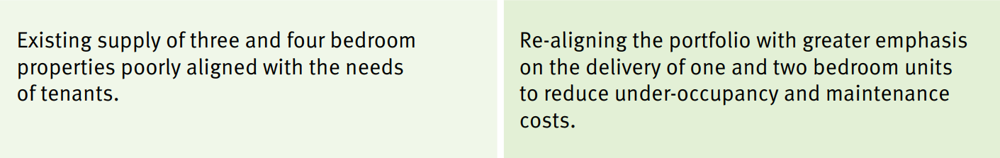 Existing supply of three and four bedroom
properties poorly aligned with the needs
of tenants.
Re-aligning the portfolio with greater emphasis
on the delivery of one and two bedroom units
to reduce under-occupancy and maintenance
costs.